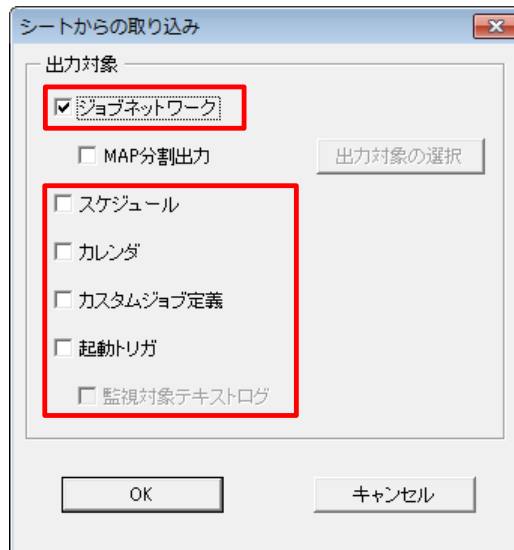 シートからの取り込み
出力対象
ジョブネットワーク
MAP分割出力
出力対象の選択
スケジュール
カレンダ
カスタムジョブ定義
起動トリガ
監視対象テキストログ
OK
キャンセル